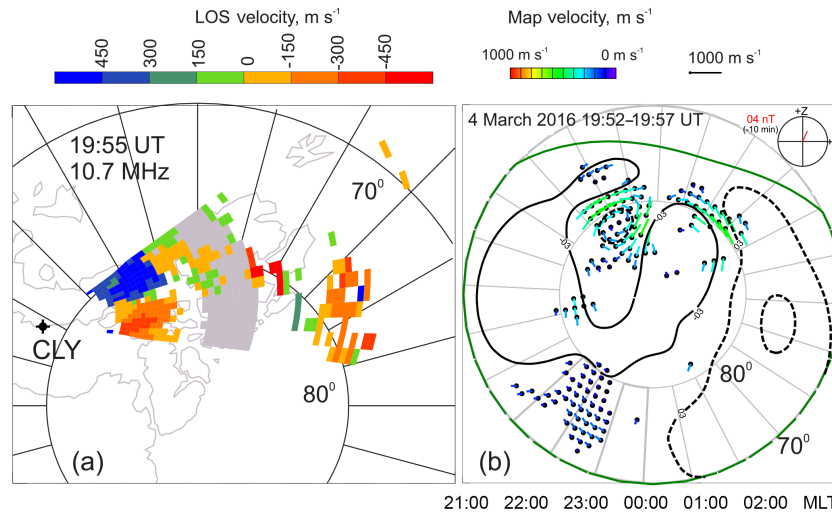 LOS velocity, m s⁻¹
450 300 150 0 -150 -300 -450
Map velocity, m s⁻¹
1000 m s⁻¹ 0 m s⁻¹
1000 m s⁻¹
19:55 UT
10.7 MHz
70⁰
CLY
80⁰
(a)
4 March 2016 19:52–19:57 UT
04 nT
(-10 min)
+Z
+
-03
-03
-03
03
-03
03
80⁰
70⁰
(b)
21:00 22:00 23:00 00:00 01:00 02:00 MLT